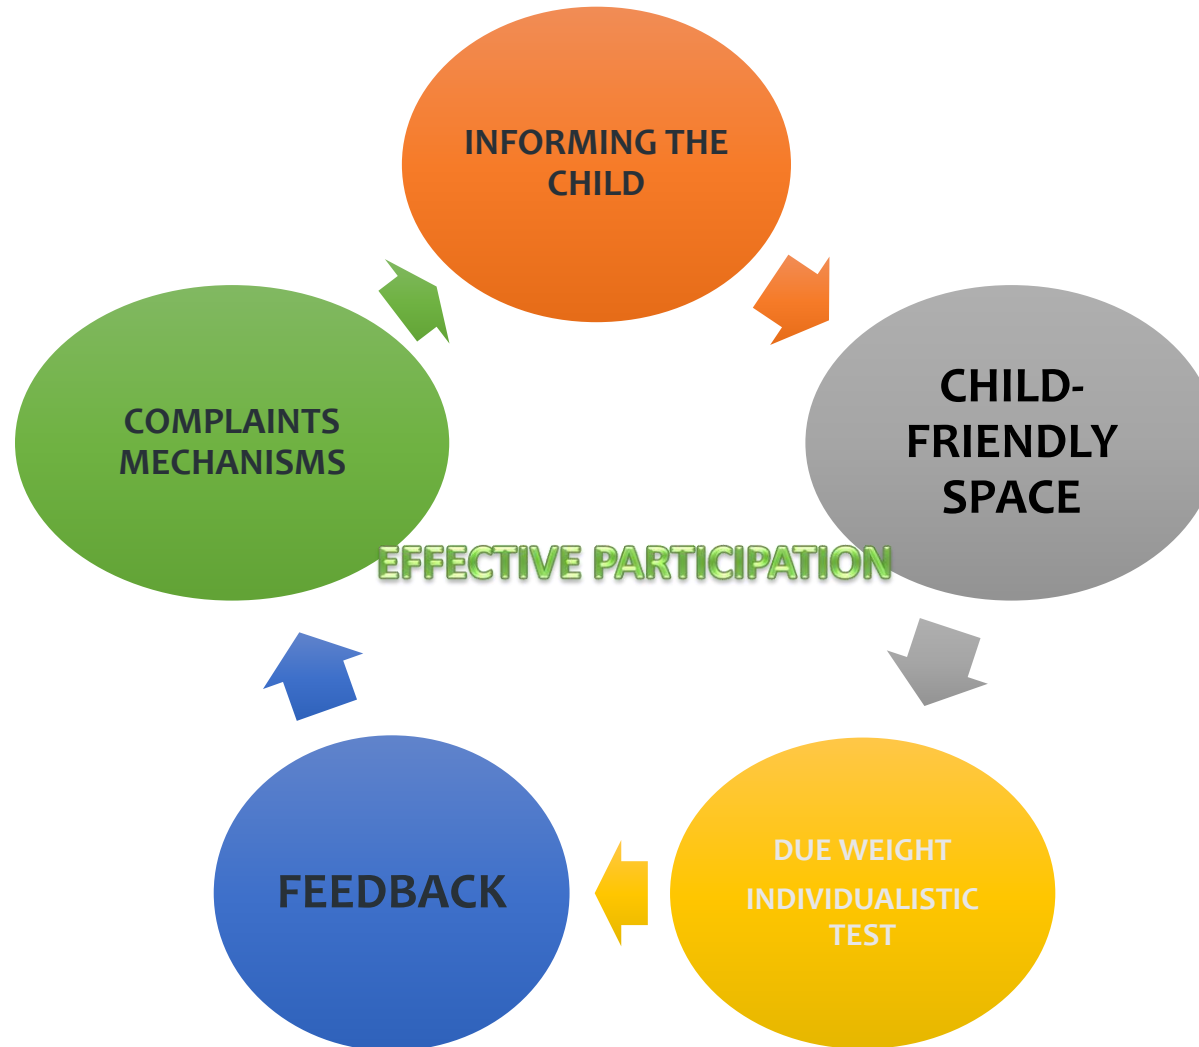 INFORMING THE
CHILD
CHILD-
FRIENDLY
SPACE
DUE WEIGHT
INDIVIDUALISTIC
TEST
FEEDBACK
COMPLAINTS
MECHANISMS
EFFECTIVE PARTICIPATION